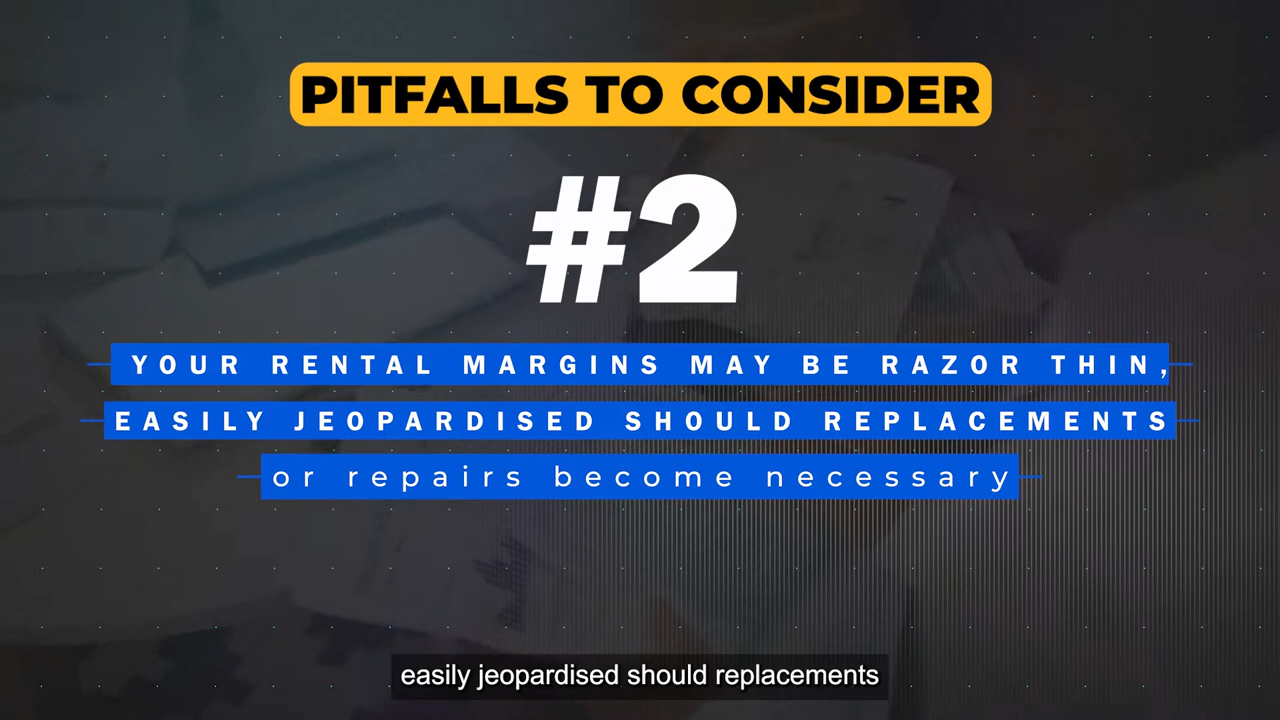 PITFALLS TO CONSIDER
#2
YOUR RENTAL MARGINS MAY BE RAZOR THIN,
EASILY JEOPARDISED SHOULD REPLACEMENTS
or repairs become necessary
easily jeopardised should replacements